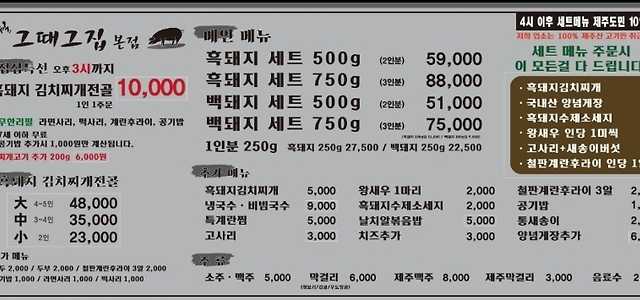 그때그집 본점
점심특선 오후 3시까지
흑돼지 김치찌개전골 10,000
1인 1주문
무한리필 라면사리, 떡사리, 계란후라이, 공기밥
7세 이하 무료
공기밥 추가시 1,000원만 계산됩니다.
찌개고기 추가 200g 6,000원
흑돼지 김치찌개전골
大 4~5인 48,000
中 3~4인 35,000
小 2인 23,000
가 메뉴
2,000 / 두부 2,000 / 철판계란후라이 3알 2,000
공기밥 1,000 / 라면사리 1,000 / 떡사리 1,000
메인 메뉴
흑돼지 세트 500g (2인분) 59,000
흑돼지 세트 750g (3인분) 88,000
백돼지 세트 500g (2인분) 51,000
백돼지 세트 750g (3인분) 75,000
1인분 250g 흑돼지 250g 27,500 / 백돼지 250g 22,500
추가 메뉴
흑돼지김치찌개 5,000
냉국수·비빔국수 9,000
특계란찜 5,000
고사리 3,000
왕새우 1마리 2,000
흑돼지수제소세지 2,000
날치알볶음밥 5,000
치즈추가 3,000
철판계란후라이 3알
공기밥
통새송이
양념게장추가
주류
소주·맥주 5,000 막걸리 6,000 제주맥주 8,000 제주막걸리 3,000 음료수
4시 이후 세트메뉴 제주도민
저희 업소는 100% 제주산 고기만 취급
세트 메뉴 주문시
이 모든걸 다 드립니다
· 흑돼지김치찌개
· 국내산 양념게장
· 흑돼지수제소세지
· 왕새우 인당 1미씩
· 고사리+새송이버섯
· 철판계란후라이 인당